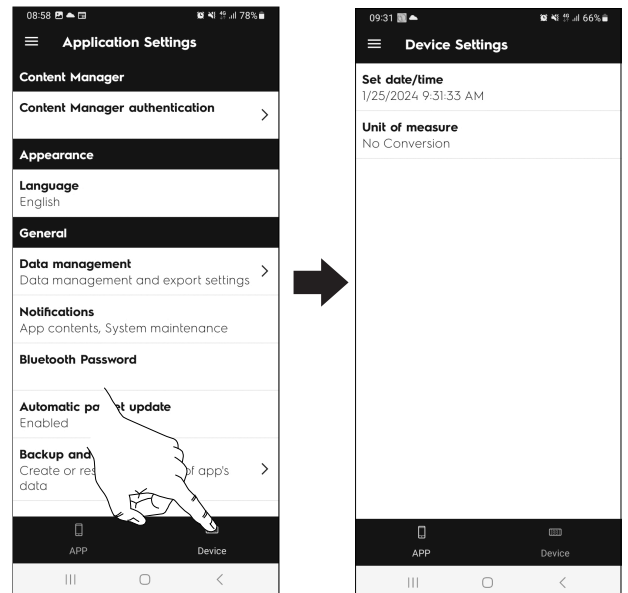 08:58 78%
Application Settings
Content Manager
Content Manager authentication
Appearance
Language
English
General
Data management
Data management and export settings
Notifications
App contents, System maintenance
Bluetooth Password
Automatic pa et update
Enabled
Backup and
Create or res of app's
data
APP Device
09:31 66%
Device Settings
Set date/time
1/25/2024 9:31:33 AM
Unit of measure
No Conversion
APP Device